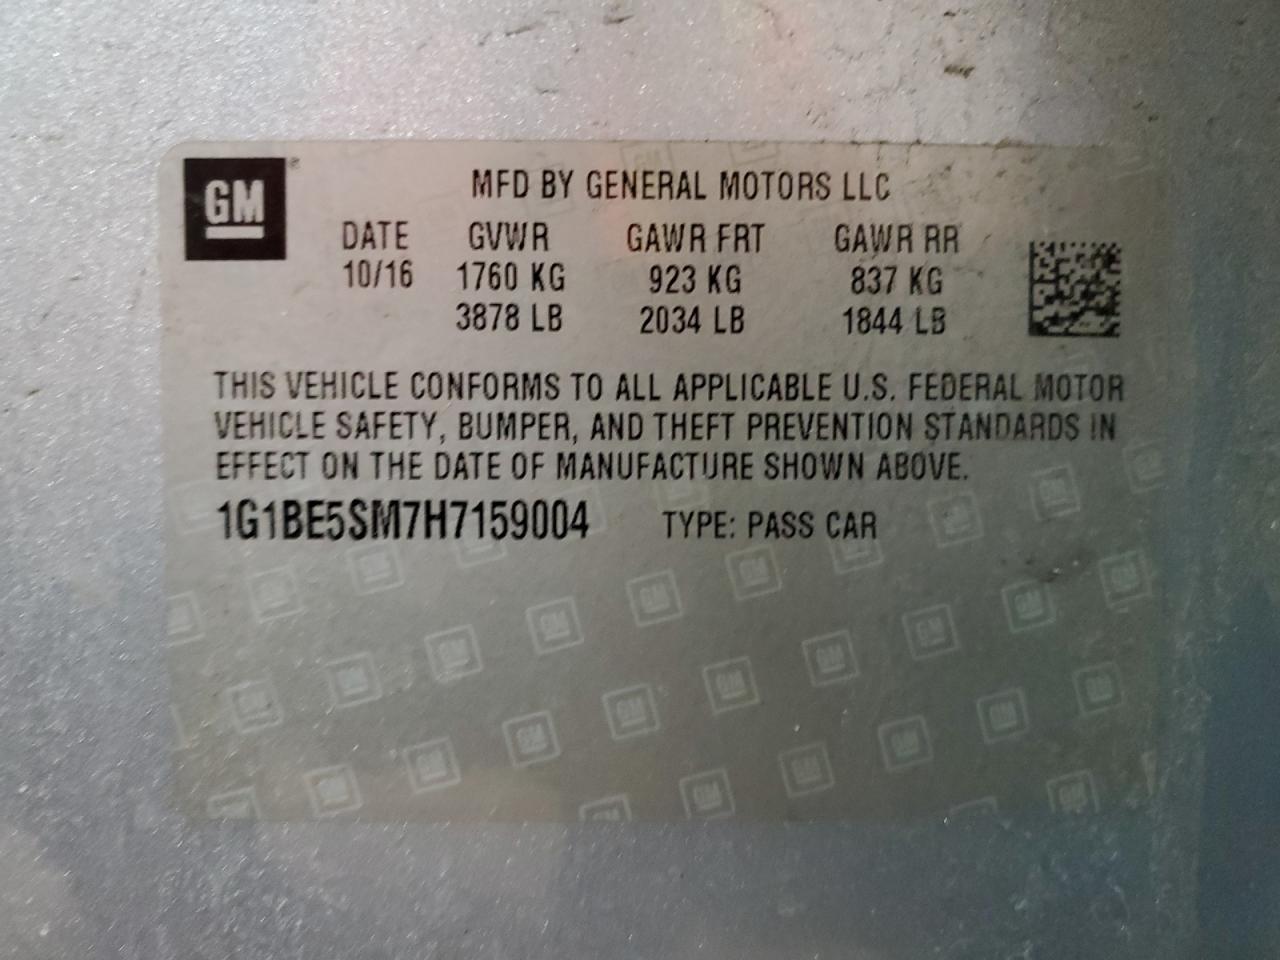 GM®
MFD BY GENERAL MOTORS LLC
DATE GVWR GAWR FRT GAWR RR
10/16 1760 KG 923 KG 837 KG
3878 LB 2034 LB 1844 LB
THIS VEHICLE CONFORMS TO ALL APPLICABLE U.S. FEDERAL MOTOR
VEHICLE SAFETY, BUMPER, AND THEFT PREVENTION STANDARDS IN
EFFECT ON THE DATE OF MANUFACTURE SHOWN ABOVE.
1G1BE5SM7H7159004 TYPE: PASS CAR